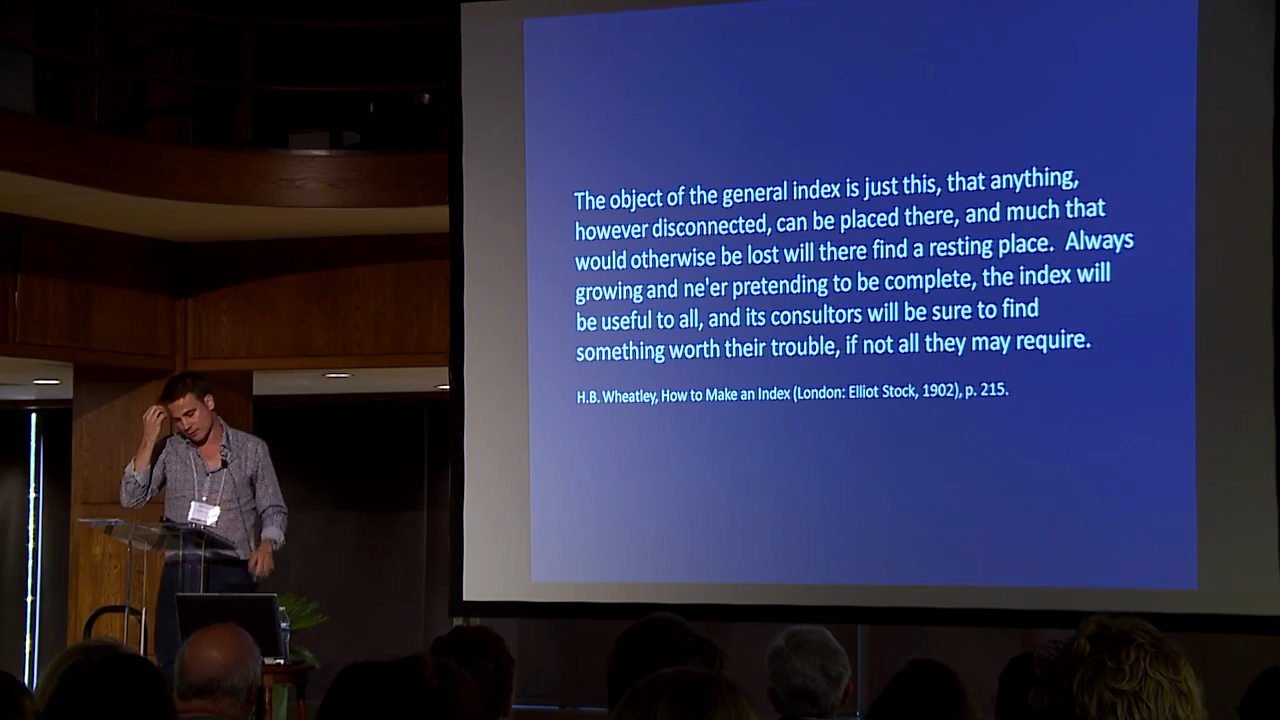 The object of the general index is just this, that anything,
however disconnected, can be placed there, and much that
would otherwise be lost will there find a resting place.  Always
growing and ne'er pretending to be complete, the index will
be useful to all, and its consultors will be sure to find
something worth their trouble, if not all they may require.
H.B. Wheatley, How to Make an Index (London: Elliot Stock, 1902), p. 215.